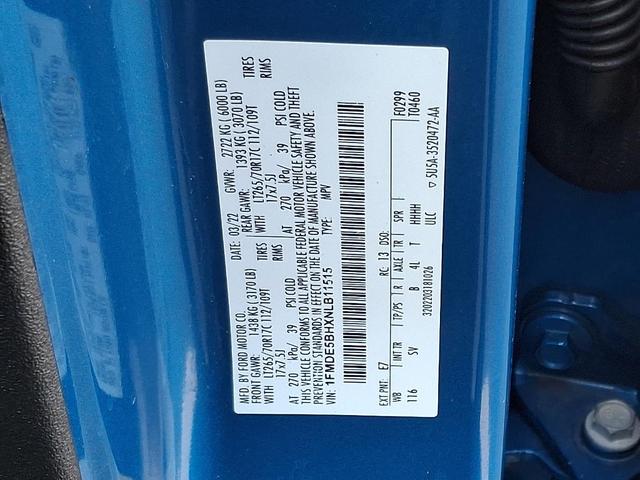 MFD. BY FORD MOTOR CO.
DATE: 03/22 GVWR: 2722 KG ( 6000 LB)
FRONT GAWR: 1438 KG ( 3170 LB) REAR GAWR: 1393 KG ( 3070 LB)
WITH LT265/70R17C 112/109T TIRES WITH LT265/70R17C 112/109T TIRES
17x7.5J RIMS 17x7.5J RIMS
AT 270 kPa/ 39 PSI COLD AT 270 kPa/ 39 PSI COLD
THIS VEHICLE CONFORMS TO ALL APPLICABLE FEDERAL MOTOR VEHICLE SAFETY AND THEFT
PREVENTION STANDARDS IN EFFECT ON THE DATE OF MANUFACTURE SHOWN ABOVE.
VIN: 1FMDE5BHXNLB11515 TYPE: MPV
EXT PNT: E7 RC: 13 DSO: F0299
WB INT TR TP/PS R AXLE TR SPR T0460
116 SV B 4L T HHHH
ULC
320220318I026 ▽ SU5A-3520472-AA